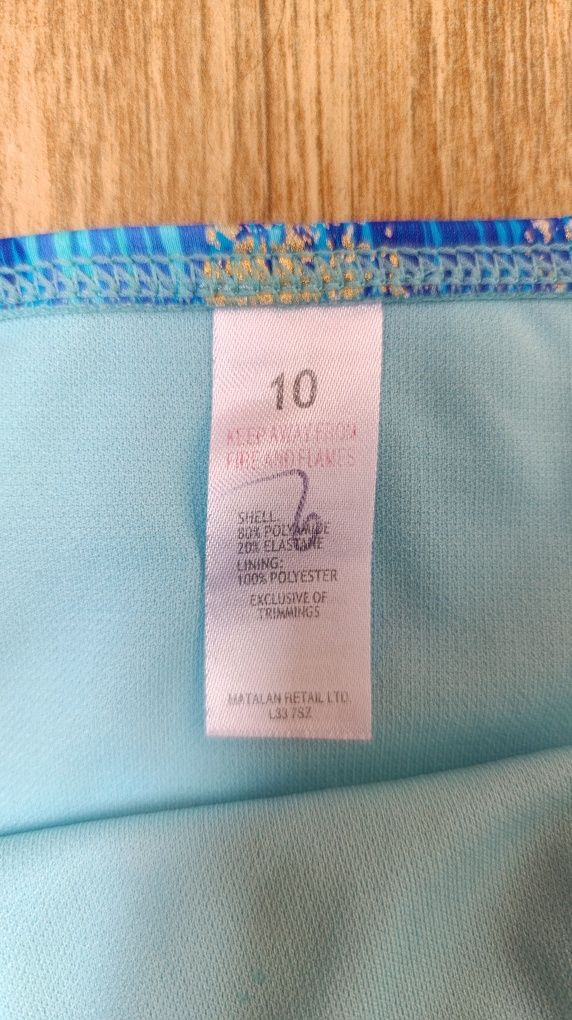 10
KEEP AWAY FROM
FIRE AND FLAMES
SHELL:
80% POLYAMIDE
20% ELASTANE
LINING:
100% POLYESTER
EXCLUSIVE OF
TRIMMINGS
MATALAN RETAIL LTD.
L33 7SZ